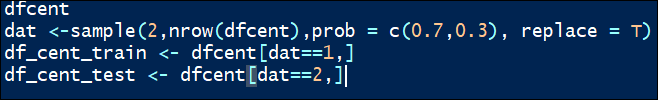 dfcent
dat <-sample(2,nrow(dfcent),prob = c(0.7,0.3), replace = T)
df_cent_train <- dfcent[dat==1,]
df_cent_test <- dfcent[dat==2,]